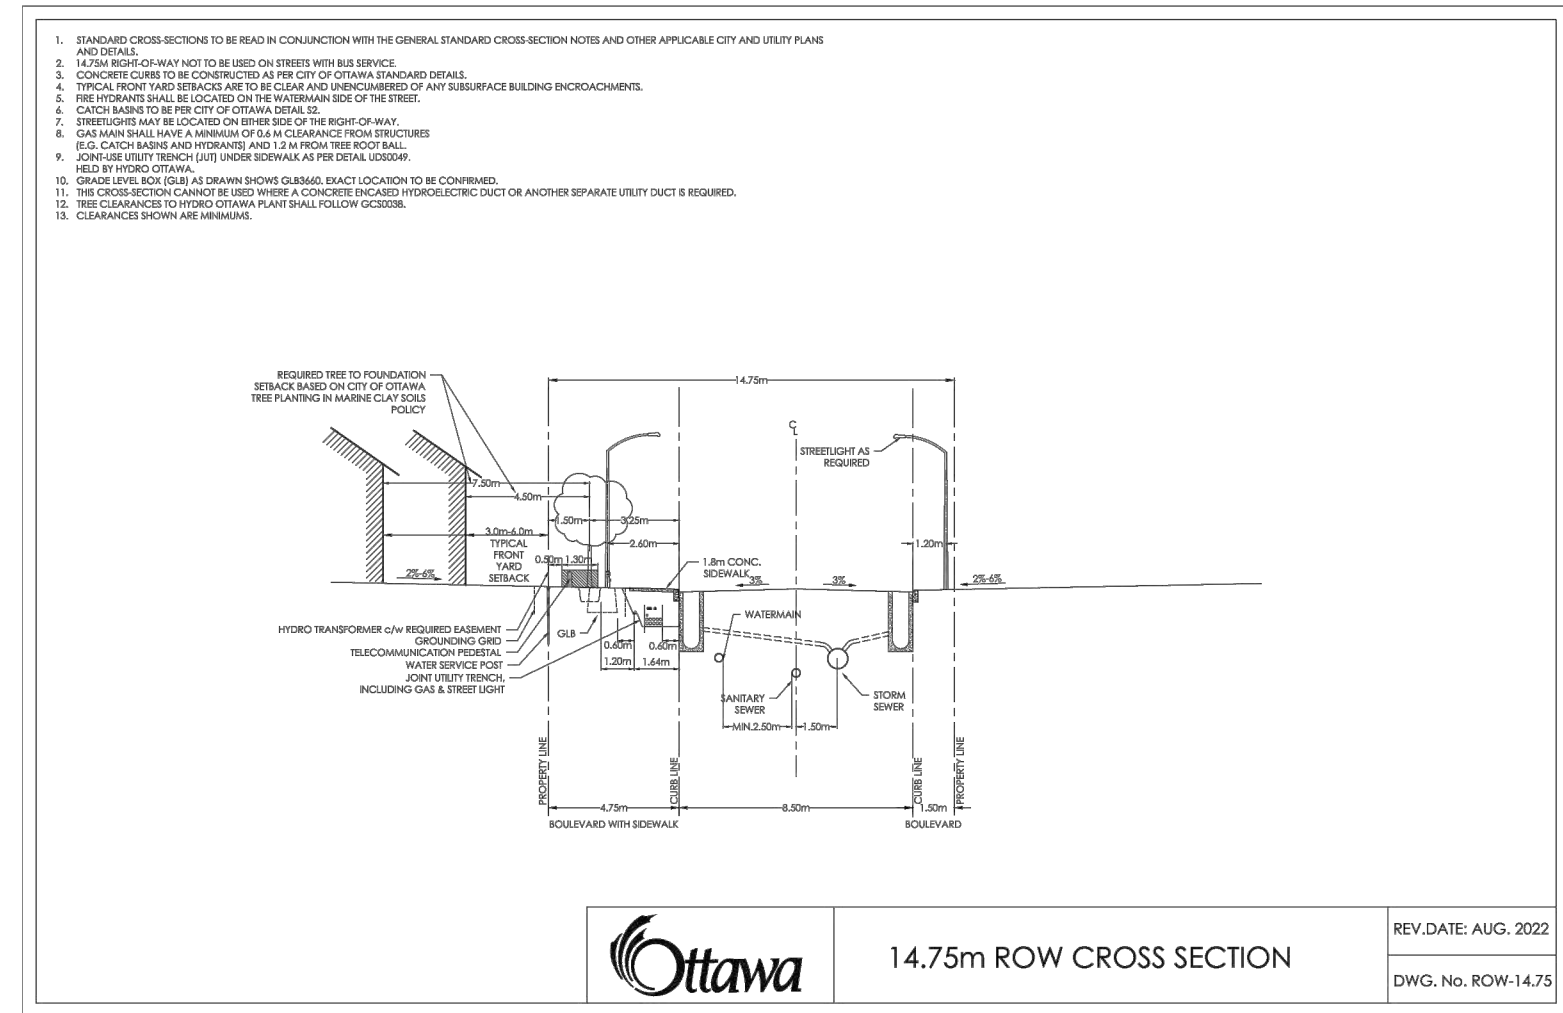 1. STANDARD CROSS-SECTIONS TO BE READ IN CONJUNCTION WITH THE GENERAL STANDARD CROSS-SECTION NOTES AND OTHER APPLICABLE CITY AND UTILITY PLANS
AND DETAILS.
2. 14.75M RIGHT-OF-WAY NOT TO BE USED ON STREETS WITH BUS SERVICE.
3. CONCRETE CURBS TO BE CONSTRUCTED AS PER CITY OF OTTAWA STANDARD DETAILS.
4. TYPICAL FRONT YARD SETBACKS ARE TO BE CLEAR AND UNENCUMBERED OF ANY SUBSURFACE BUILDING ENCROACHMENTS.
5. FIRE HYDRANTS SHALL BE LOCATED ON THE WATERMAIN SIDE OF THE STREET.
6. CATCH BASINS TO BE PER CITY OF OTTAWA DETAIL S2.
7. STREETLIGHTS MAY BE LOCATED ON EITHER SIDE OF THE RIGHT-OF-WAY.
8. GAS MAIN SHALL HAVE A MINIMUM OF 0.6 M CLEARANCE FROM STRUCTURES
(E.G. CATCH BASINS AND HYDRANTS) AND 1.2 M FROM TREE ROOT BALL.
9. JOINT-USE UTILITY TRENCH (JUT) UNDER SIDEWALK AS PER DETAIL UDS0049.
HELD BY HYDRO OTTAWA.
10. GRADE LEVEL BOX (GLB) AS DRAWN SHOWS GLB3660. EXACT LOCATION TO BE CONFIRMED.
11. THIS CROSS-SECTION CANNOT BE USED WHERE A CONCRETE ENCASED HYDROELECTRIC DUCT OR ANOTHER SEPARATE UTILITY DUCT IS REQUIRED.
12. TREE CLEARANCES TO HYDRO OTTAWA PLANT SHALL FOLLOW GCS0038.
13. CLEARANCES SHOWN ARE MINIMUMS.
REQUIRED TREE TO FOUNDATION
SETBACK BASED ON CITY OF OTTAWA
TREE PLANTING IN MARINE CLAY SOILS
POLICY
14.75m
CL
STREETLIGHT AS
REQUIRED
7.50m
4.50m
1.50m
3.25m
3.0m-6.0m
TYPICAL
FRONT
YARD
SETBACK
2.60m
1.20m
0.50m
1.30m
1.8m CONC.
SIDEWALK
2%-6%
3%
3%
2%-6%
WATERMAIN
HYDRO TRANSFORMER c/w REQUIRED EASEMENT
GROUNDING GRID
TELECOMMUNICATION PEDESTAL
WATER SERVICE POST
JOINT UTILITY TRENCH,
INCLUDING GAS & STREET LIGHT
GLB
0.60m
0.60m
1.20m
1.64m
SANITARY
SEWER
STORM
SEWER
MIN.2.50m
1.50m
PROPERTY LINE
CURB LINE
CURB LINE
PROPERTY LINE
4.75m
8.50m
1.50m
BOULEVARD WITH SIDEWALK
BOULEVARD
Ottawa
14.75m ROW CROSS SECTION
REV.DATE: AUG. 2022
DWG. No. ROW-14.75